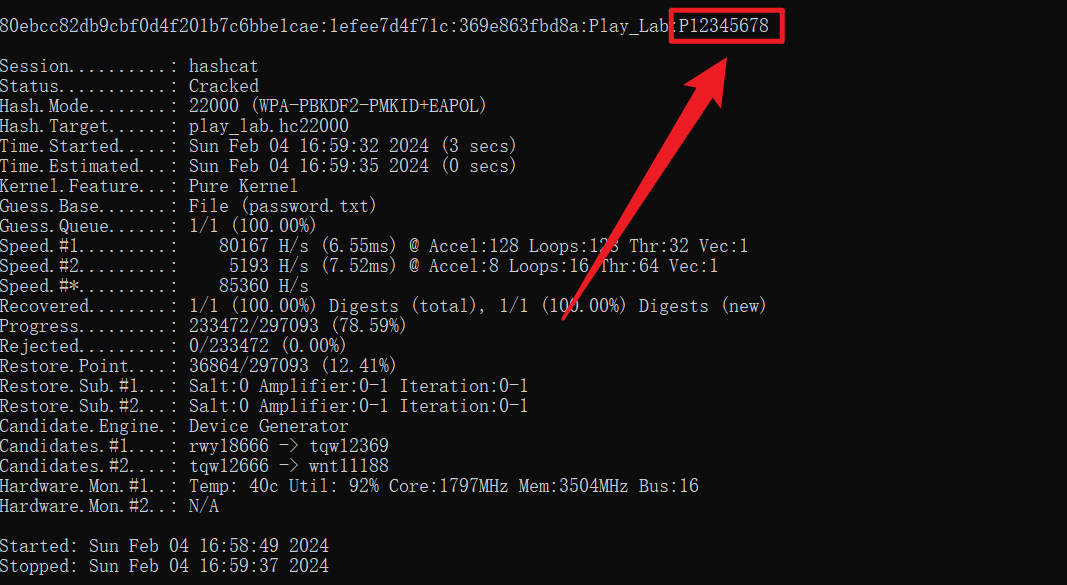 80ebcc82db9cbf0d4f201b7c6bbe1cae:1efee7d4f71c:369e863fbd8a:Play_Lab:P12345678
Session..........: hashcat
Status...........: Cracked
Hash.Mode........: 22000 (WPA-PBKDF2-PMKID+EAPOL)
Hash.Target......: play_lab.hc22000
Time.Started.....: Sun Feb 04 16:59:32 2024 (3 secs)
Time.Estimated...: Sun Feb 04 16:59:35 2024 (0 secs)
Kernel.Feature...: Pure Kernel
Guess.Base.......: File (password.txt)
Guess.Queue......: 1/1 (100.00%)
Speed.#1.........:    80167 H/s (6.55ms) @ Accel:128 Loops:128 Thr:32 Vec:1
Speed.#2.........:     5193 H/s (7.52ms) @ Accel:8 Loops:16 Thr:64 Vec:1
Speed.#*.........:    85360 H/s
Recovered........: 1/1 (100.00%) Digests (total), 1/1 (100.00%) Digests (new)
Progress.........: 233472/297093 (78.59%)
Rejected.........: 0/233472 (0.00%)
Restore.Point....: 36864/297093 (12.41%)
Restore.Sub.#1...: Salt:0 Amplifier:0-1 Iteration:0-1
Restore.Sub.#2...: Salt:0 Amplifier:0-1 Iteration:0-1
Candidate.Engine.: Device Generator
Candidates.#1....: rwy18666 -> tqw12369
Candidates.#2....: tqw12666 -> wnt11188
Hardware.Mon.#1..: Temp: 40c Util: 92% Core:1797MHz Mem:3504MHz Bus:16
Hardware.Mon.#2..: N/A
Started: Sun Feb 04 16:58:49 2024
Stopped: Sun Feb 04 16:59:37 2024